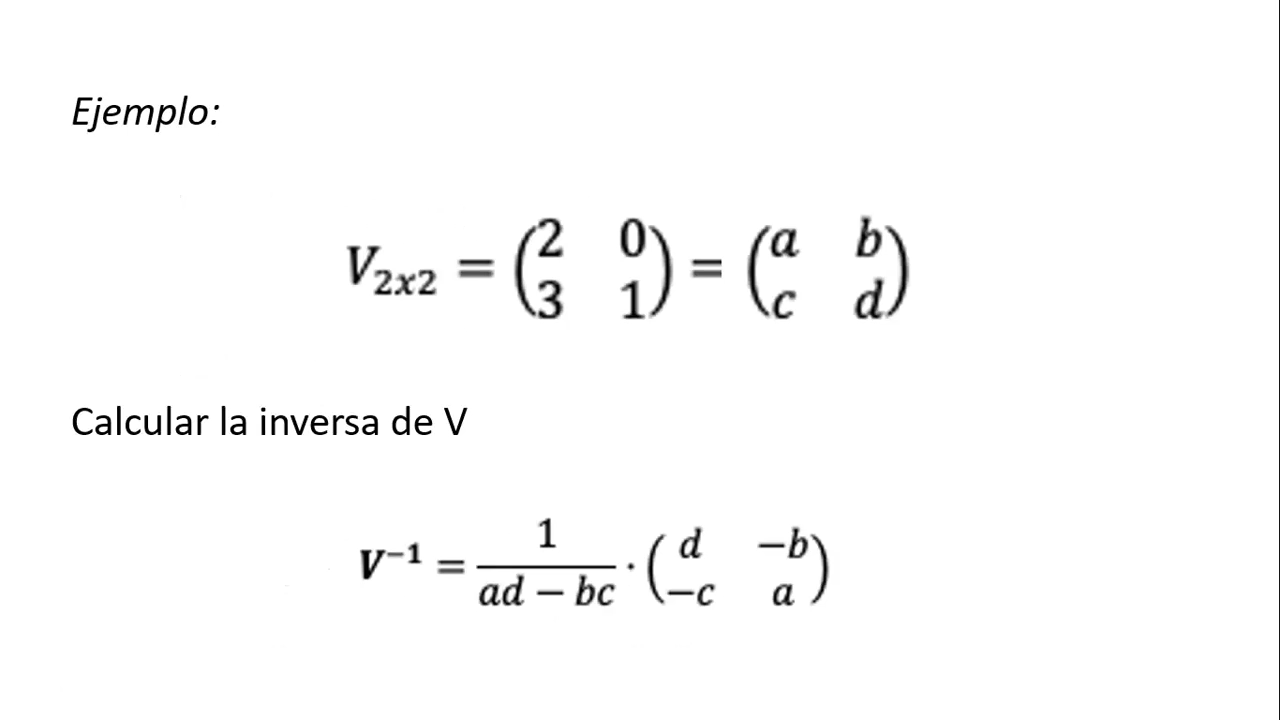 Ejemplo:
V₂ₓ₂ = (2 0; 3 1) = (a b; c d)
Calcular la inversa de V
V⁻¹ = 1/(ad − bc) · (d −b; −c a)